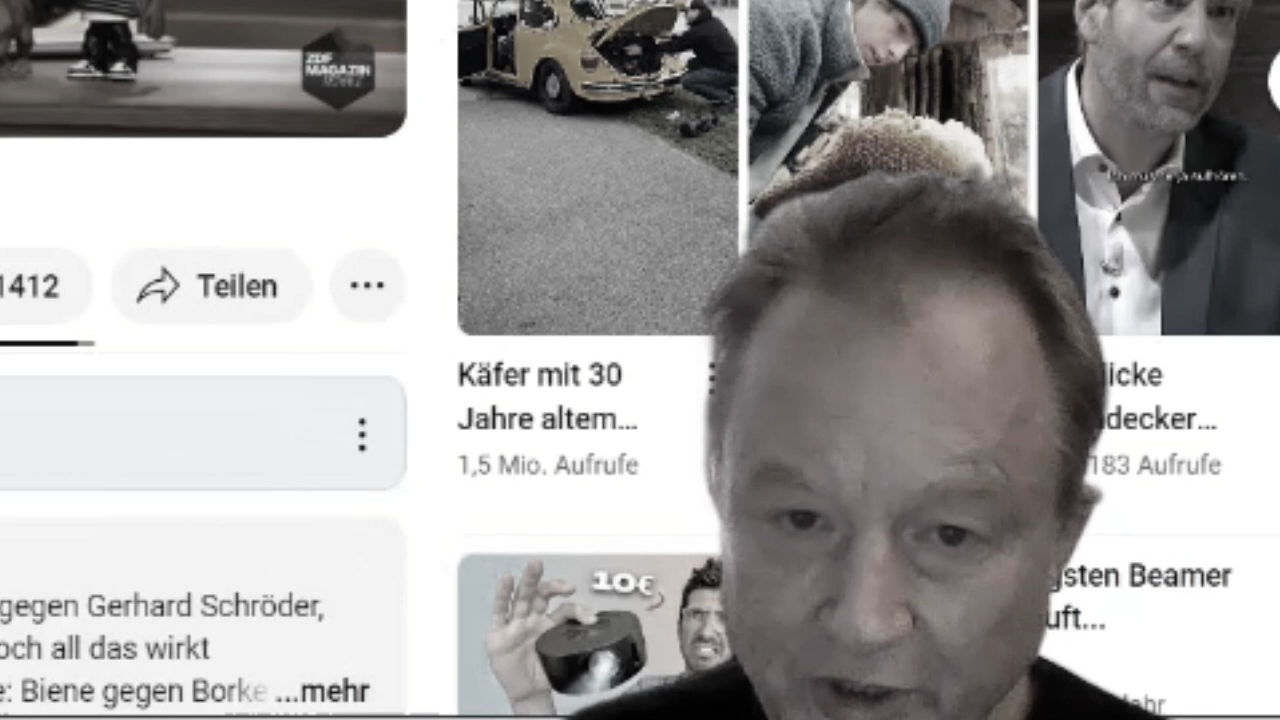 ZDF
MAGAZIN
1412
Teilen
gegen Gerhard Schröder,
och all das wirkt
e: Biene gegen Borke ...mehr
Käfer mit 30
Jahre altem...
1,5 Mio. Aufrufe
licke
decker...
183 Aufrufe
10€
gsten Beamer
uft...